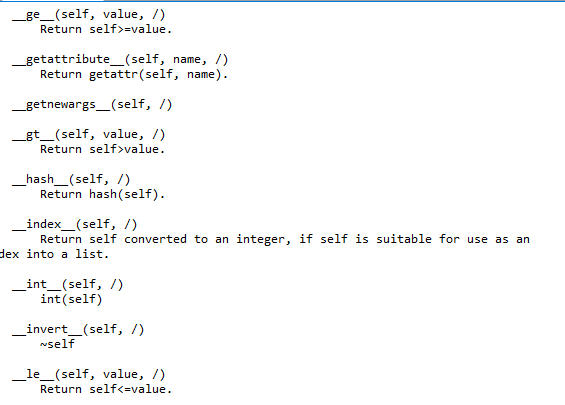 __ge__(self, value, /)
Return self>=value.
__getattribute__(self, name, /)
Return getattr(self, name).
__getnewargs__(self, /)
__gt__(self, value, /)
Return self>value.
__hash__(self, /)
Return hash(self).
__index__(self, /)
Return self converted to an integer, if self is suitable for use as an
dex into a list.
__int__(self, /)
int(self)
__invert__(self, /)
~self
__le__(self, value, /)
Return self<=value.